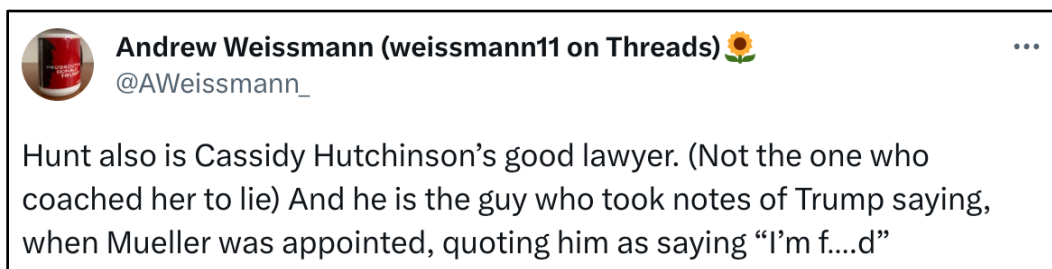 Andrew Weissmann (weissmann11 on Threads)🌻
@AWeissmann_
Hunt also is Cassidy Hutchinson’s good lawyer. (Not the one who
coached her to lie) And he is the guy who took notes of Trump saying,
when Mueller was appointed, quoting him as saying “I’m f....d”